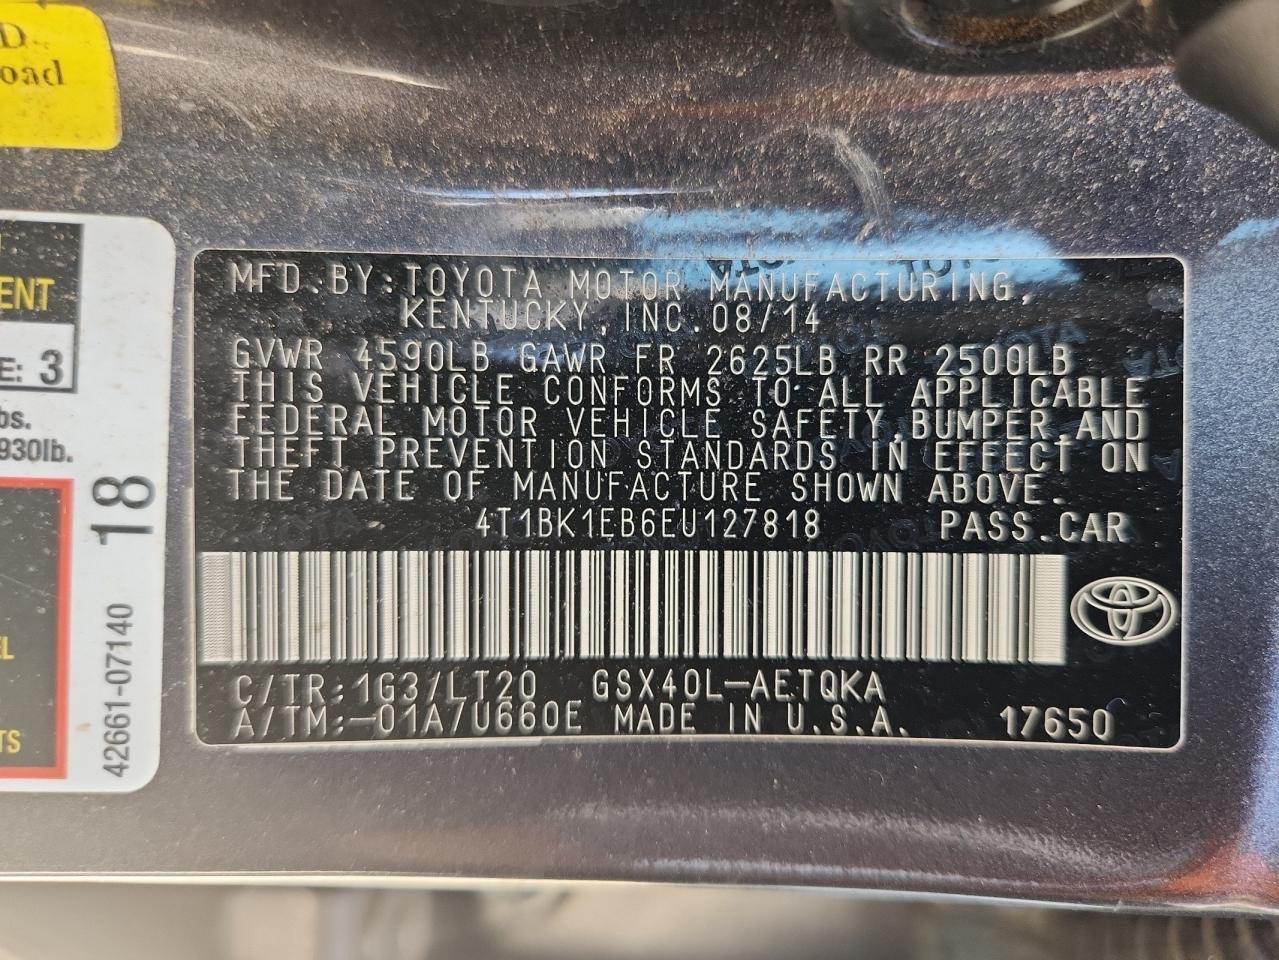 D
oad
ENT
E: 3
bs.
930lb.
18
42661-07140
EL
TS
MFD.BY:TOYOTA MOTOR MANUFACTURING,
KENTUCKY,INC.08/14
GVWR 4590LB GAWR FR 2625LB RR 2500LB
THIS VEHICLE CONFORMS TO ALL APPLICABLE
FEDERAL MOTOR VEHICLE SAFETY,BUMPER,AND
THEFT PREVENTION STANDARDS IN EFFECT ON
THE DATE OF MANUFACTURE SHOWN ABOVE.
4T1BK1EB6EU127818 PASS.CAR
C/TR:1G3/LT20 GSX40L-AETQKA
A/TM:-01A/U660E MADE IN U.S.A. 17650